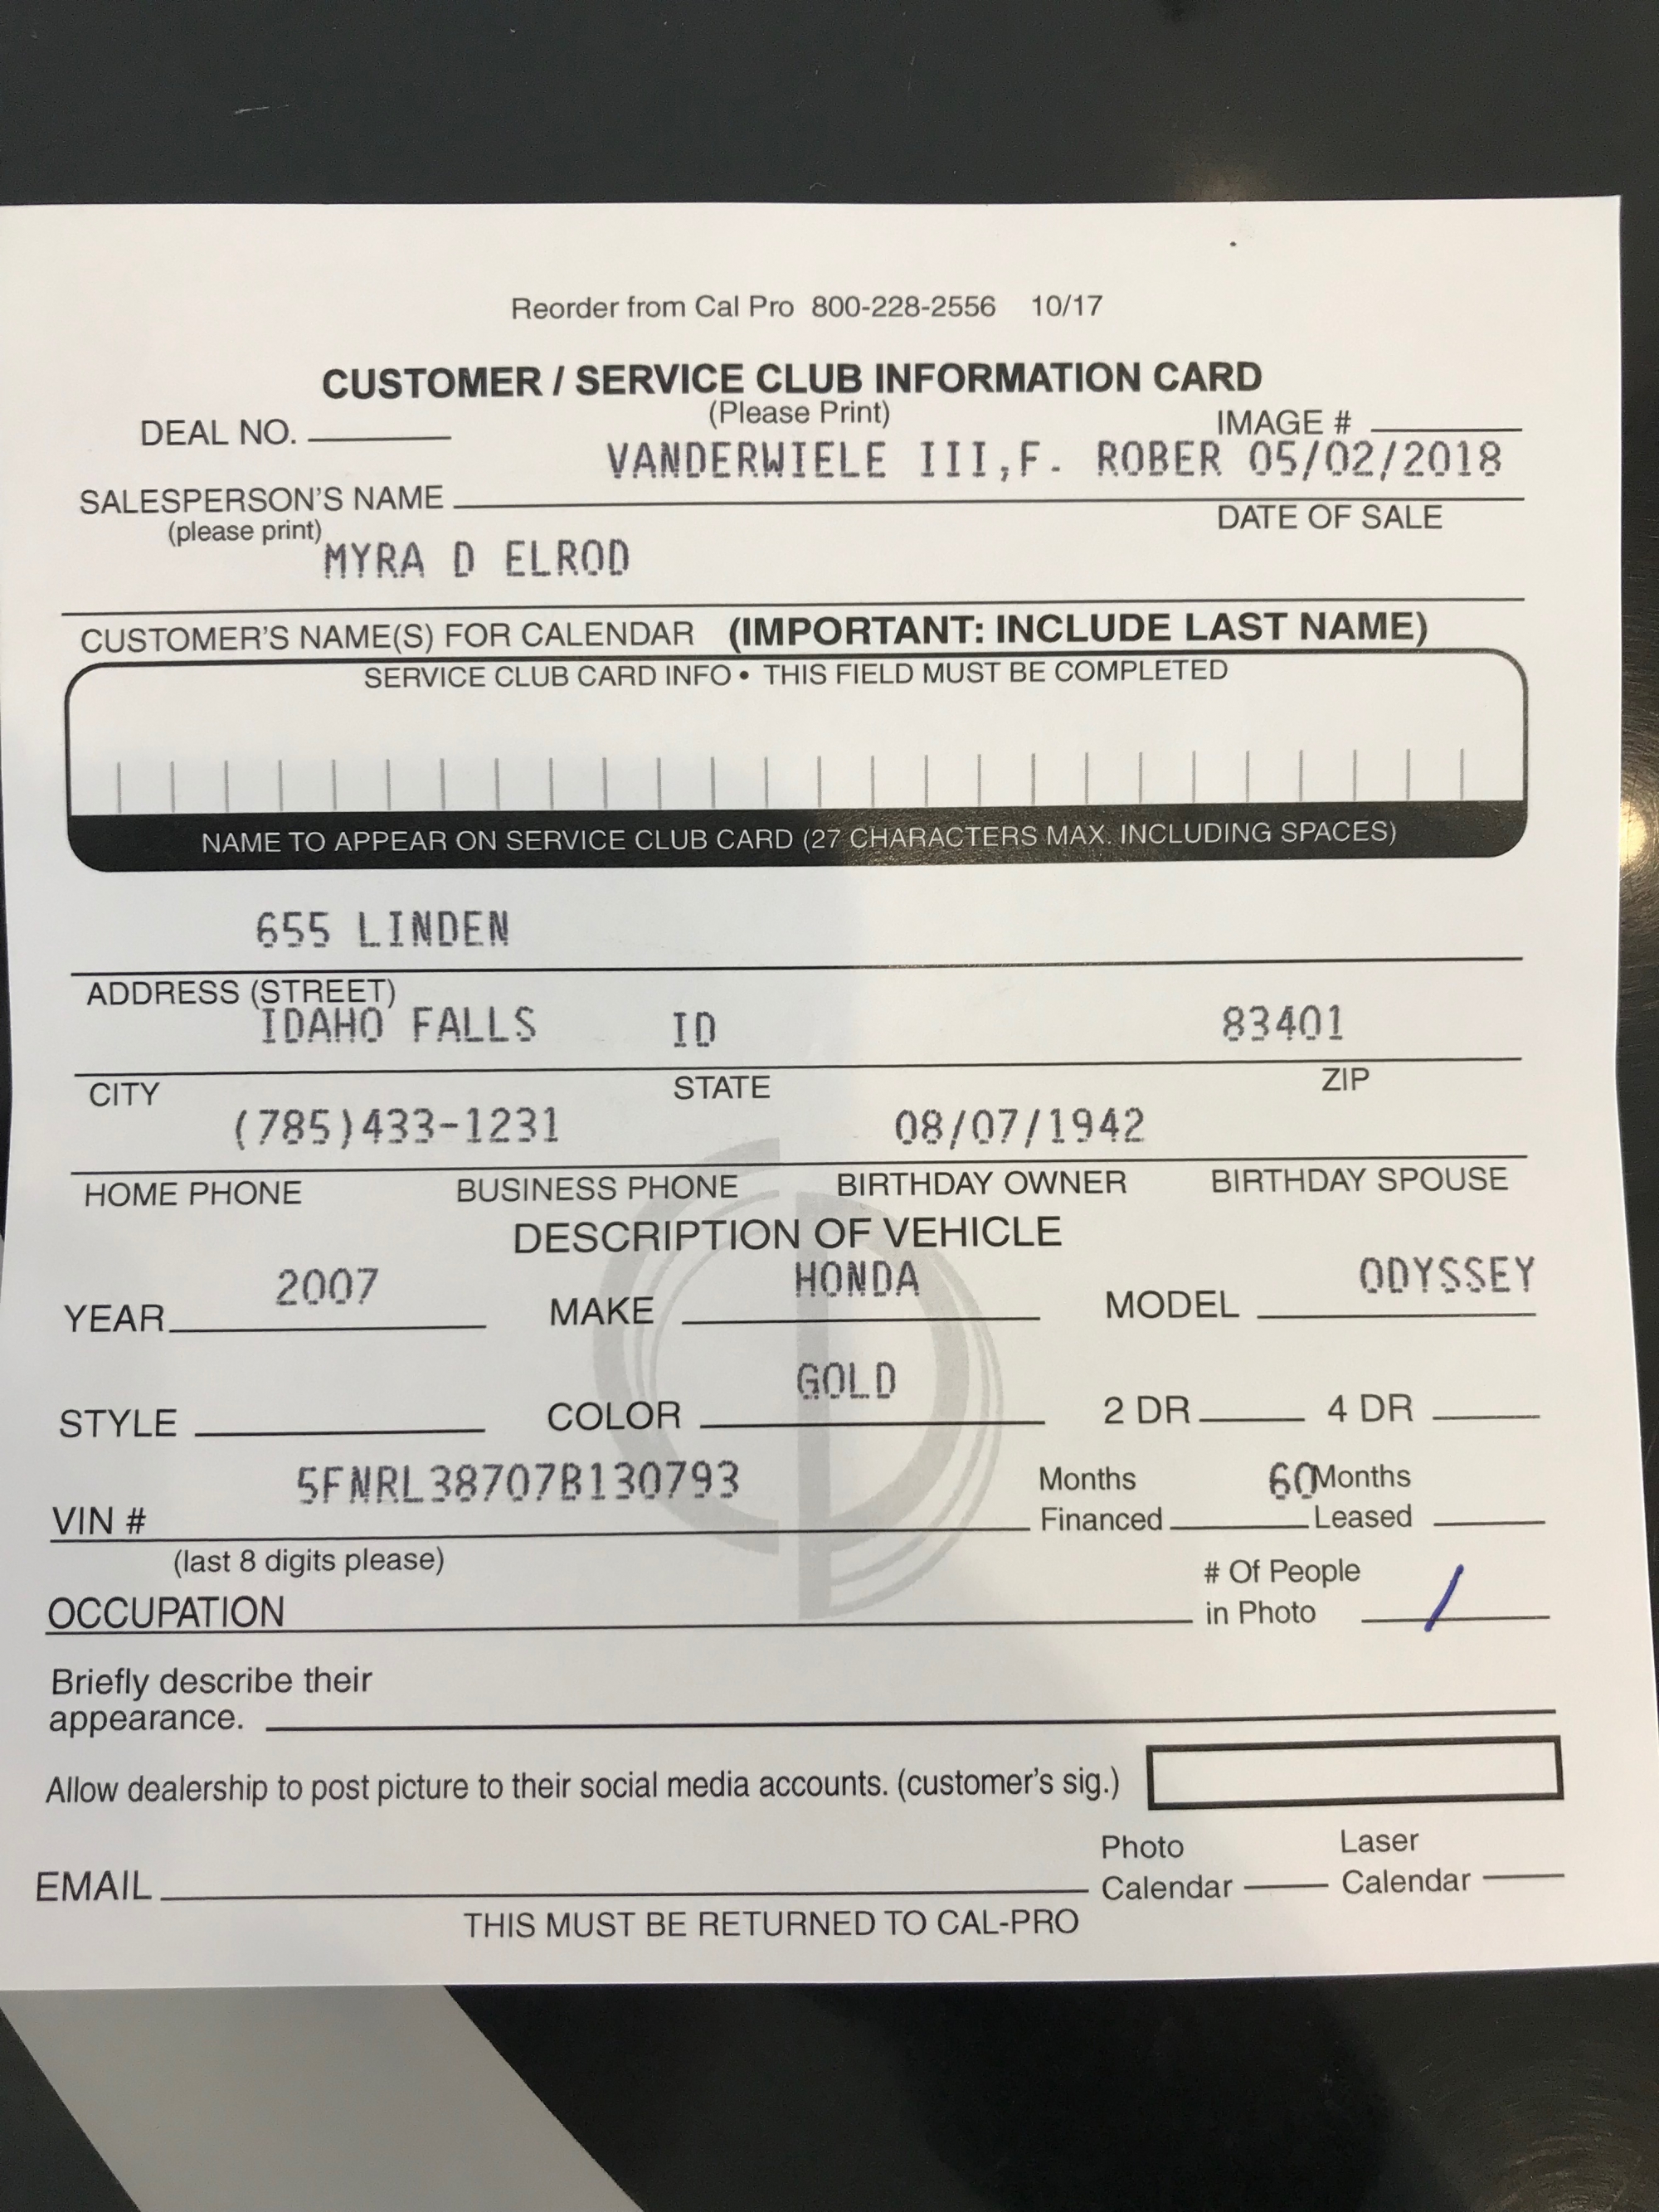 Reorder from Cal Pro 800-228-2556 10/17
CUSTOMER / SERVICE CLUB INFORMATION CARD
(Please Print)
DEAL NO. IMAGE #
VANDERWIELE III,F. ROBER 05/02/2018
SALESPERSON'S NAME DATE OF SALE
(please print)
MYRA D ELROD
CUSTOMER'S NAME(S) FOR CALENDAR (IMPORTANT: INCLUDE LAST NAME)
SERVICE CLUB CARD INFO • THIS FIELD MUST BE COMPLETED
NAME TO APPEAR ON SERVICE CLUB CARD (27 CHARACTERS MAX. INCLUDING SPACES)
655 LINDEN
ADDRESS (STREET)
IDAHO FALLS ID 83401
CITY STATE ZIP
(785)433-1231 08/07/1942
HOME PHONE BUSINESS PHONE BIRTHDAY OWNER BIRTHDAY SPOUSE
DESCRIPTION OF VEHICLE
2007 HONDA ODYSSEY
YEAR MAKE MODEL
GOLD
STYLE COLOR 2 DR 4 DR
5FNRL38707B130793 Months 60 Months
VIN # Financed Leased
(last 8 digits please)
# Of People
OCCUPATION in Photo /
Briefly describe their
appearance.
Allow dealership to post picture to their social media accounts. (customer's sig.)
Photo Laser
EMAIL Calendar Calendar
THIS MUST BE RETURNED TO CAL-PRO